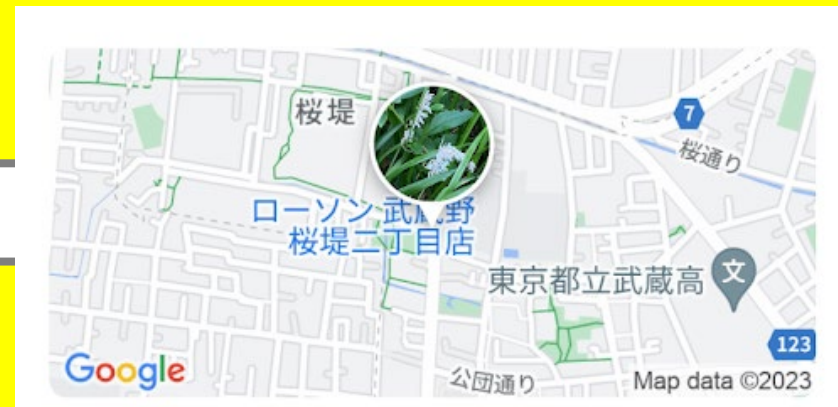 桜堤
7
桜通り
ローソン 武蔵野
桜堤二丁目店
東京都立武蔵高
文
123
Google
公団通り
Map data ©2023